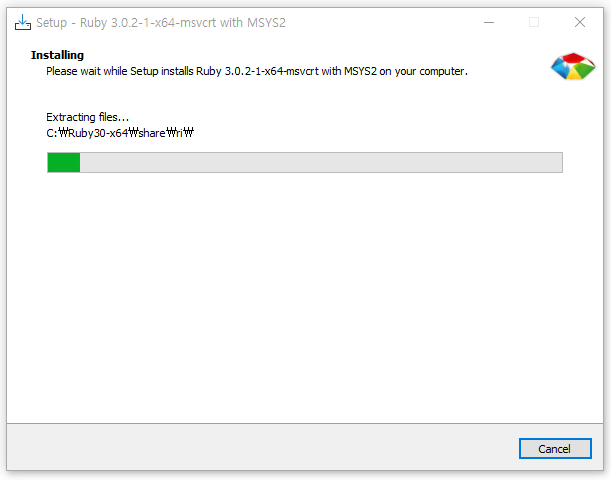 Setup - Ruby 3.0.2-1-x64-msvcrt with MSYS2
Installing
Please wait while Setup installs Ruby 3.0.2-1-x64-msvcrt with MSYS2 on your computer.
Extracting files...
C:₩Ruby30-x64₩share₩ri₩
Cancel